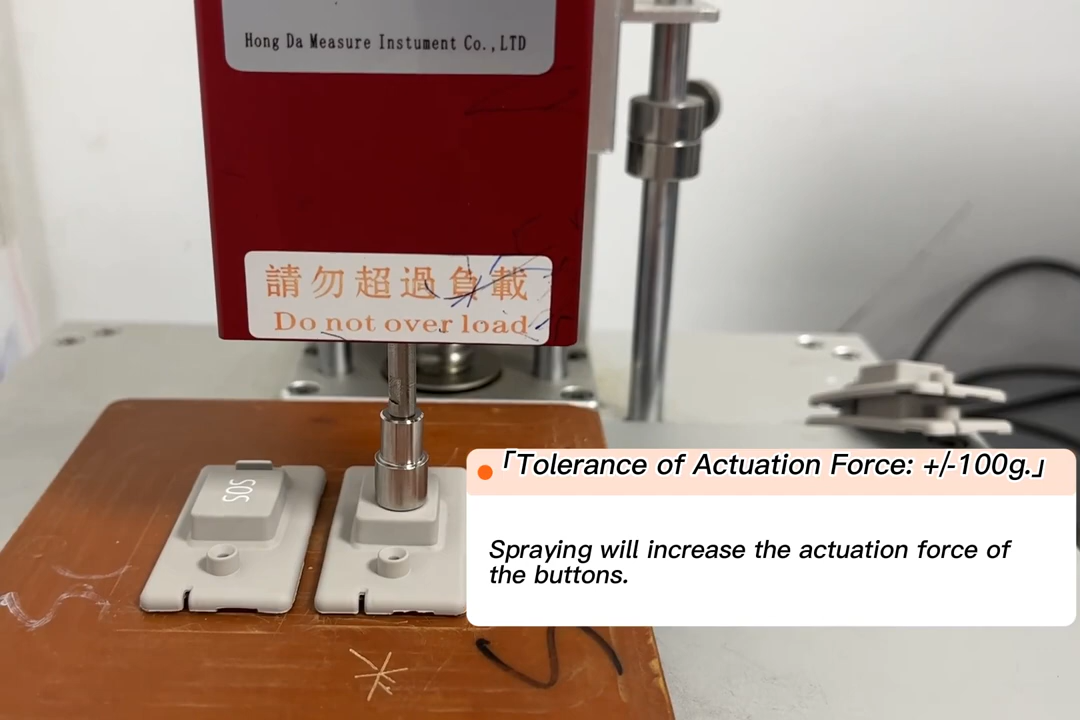 Hong Da Measure Instument Co.,LTD
請勿超過負載
Do not over load
SOS
「Tolerance of Actuation Force: +/-100g.」
Spraying will increase the actuation force of
the buttons.